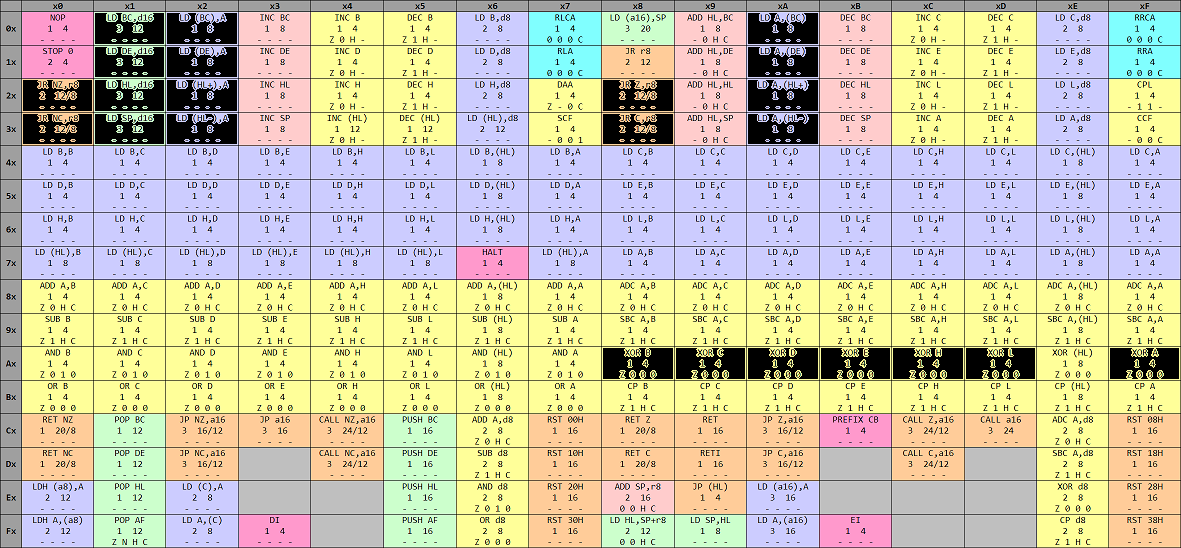 x0 x1 x2 x3 x4 x5 x6 x7 x8 x9 xA xB xC xD xE xF
NOP LD BC,d16 LD (BC),A INC BC INC B DEC B LD B,d8 RLCA LD (a16),SP ADD HL,BC LD A,(BC) DEC BC INC C DEC C LD C,d8 RRCA
0x 1 4 3 12 1 8 1 8 1 4 1 4 2 8 1 4 3 20 1 8 1 8 1 8 1 4 1 4 2 8 1 4
- - - - - - - - - - - - - - - - Z 0 H - Z 1 H - - - - - 0 0 0 C - - - - - 0 H C - - - - - - - - Z 0 H - Z 1 H - - - - - 0 0 0 C
STOP 0 LD DE,d16 LD (DE),A INC DE INC D DEC D LD D,d8 RLA JR r8 ADD HL,DE LD A,(DE) DEC DE INC E DEC E LD E,d8 RRA
1x 2 4 3 12 1 8 1 8 1 4 1 4 2 8 1 4 2 12 1 8 1 8 1 8 1 4 1 4 2 8 1 4
- - - - - - - - - - - - - - - - Z 0 H - Z 1 H - - - - - 0 0 0 C - - - - - 0 H C - - - - - - - - Z 0 H - Z 1 H - - - - - 0 0 0 C
JR NZ,r8 LD HL,d16 LD (HL+),A INC HL INC H DEC H LD H,d8 DAA JR Z,r8 ADD HL,HL LD A,(HL+) DEC HL INC L DEC L LD L,d8 CPL
2x 2 12/8 3 12 1 8 1 8 1 4 1 4 2 8 1 4 2 12/8 1 8 1 8 1 8 1 4 1 4 2 8 1 4
- - - - - - - - - - - - - - - - Z 0 H - Z 1 H - - - - - Z - 0 C - - - - - 0 H C - - - - - - - - Z 0 H - Z 1 H - - - - - - 1 1 -
JR NC,r8 LD SP,d16 LD (HL-),A INC SP INC (HL) DEC (HL) LD (HL),d8 SCF JR C,r8 ADD HL,SP LD A,(HL-) DEC SP INC A DEC A LD A,d8 CCF
3x 2 12/8 3 12 1 8 1 8 1 12 1 12 2 12 1 4 2 12/8 1 8 1 8 1 8 1 4 1 4 2 8 1 4
- - - - - - - - - - - - - - - - Z 0 H - Z 1 H - - - - - - 0 0 1 - - - - - 0 H C - - - - - - - - Z 0 H - Z 1 H - - - - - - 0 0 C
LD B,B LD B,C LD B,D LD B,E LD B,H LD B,L LD B,(HL) LD B,A LD C,B LD C,C LD C,D LD C,E LD C,H LD C,L LD C,(HL) LD C,A
4x 1 4 1 4 1 4 1 4 1 4 1 4 1 8 1 4 1 4 1 4 1 4 1 4 1 4 1 4 1 8 1 4
- - - - - - - - - - - - - - - - - - - - - - - - - - - - - - - - - - - - - - - - - - - - - - - - - - - - - - - - - - - - - - - -
LD D,B LD D,C LD D,D LD D,E LD D,H LD D,L LD D,(HL) LD D,A LD E,B LD E,C LD E,D LD E,E LD E,H LD E,L LD E,(HL) LD E,A
5x 1 4 1 4 1 4 1 4 1 4 1 4 1 8 1 4 1 4 1 4 1 4 1 4 1 4 1 4 1 8 1 4
- - - - - - - - - - - - - - - - - - - - - - - - - - - - - - - - - - - - - - - - - - - - - - - - - - - - - - - - - - - - - - - -
LD H,B LD H,C LD H,D LD H,E LD H,H LD H,L LD H,(HL) LD H,A LD L,B LD L,C LD L,D LD L,E LD L,H LD L,L LD L,(HL) LD L,A
6x 1 4 1 4 1 4 1 4 1 4 1 4 1 8 1 4 1 4 1 4 1 4 1 4 1 4 1 4 1 8 1 4
- - - - - - - - - - - - - - - - - - - - - - - - - - - - - - - - - - - - - - - - - - - - - - - - - - - - - - - - - - - - - - - -
LD (HL),B LD (HL),C LD (HL),D LD (HL),E LD (HL),H LD (HL),L HALT LD (HL),A LD A,B LD A,C LD A,D LD A,E LD A,H LD A,L LD A,(HL) LD A,A
7x 1 8 1 8 1 8 1 8 1 8 1 8 1 4 1 8 1 4 1 4 1 4 1 4 1 4 1 4 1 8 1 4
- - - - - - - - - - - - - - - - - - - - - - - - - - - - - - - - - - - - - - - - - - - - - - - - - - - - - - - - - - - - - - - -
ADD A,B ADD A,C ADD A,D ADD A,E ADD A,H ADD A,L ADD A,(HL) ADD A,A ADC A,B ADC A,C ADC A,D ADC A,E ADC A,H ADC A,L ADC A,(HL) ADC A,A
8x 1 4 1 4 1 4 1 4 1 4 1 4 1 8 1 4 1 4 1 4 1 4 1 4 1 4 1 4 1 8 1 4
Z 0 H C Z 0 H C Z 0 H C Z 0 H C Z 0 H C Z 0 H C Z 0 H C Z 0 H C Z 0 H C Z 0 H C Z 0 H C Z 0 H C Z 0 H C Z 0 H C Z 0 H C Z 0 H C
SUB B SUB C SUB D SUB E SUB H SUB L SUB (HL) SUB A SBC A,B SBC A,C SBC A,D SBC A,E SBC A,H SBC A,L SBC A,(HL) SBC A,A
9x 1 4 1 4 1 4 1 4 1 4 1 4 1 8 1 4 1 4 1 4 1 4 1 4 1 4 1 4 1 8 1 4
Z 1 H C Z 1 H C Z 1 H C Z 1 H C Z 1 H C Z 1 H C Z 1 H C Z 1 H C Z 1 H C Z 1 H C Z 1 H C Z 1 H C Z 1 H C Z 1 H C Z 1 H C Z 1 H C
AND B AND C AND D AND E AND H AND L AND (HL) AND A XOR B XOR C XOR D XOR E XOR H XOR L XOR (HL) XOR A
Ax 1 4 1 4 1 4 1 4 1 4 1 4 1 8 1 4 1 4 1 4 1 4 1 4 1 4 1 4 1 8 1 4
Z 0 1 0 Z 0 1 0 Z 0 1 0 Z 0 1 0 Z 0 1 0 Z 0 1 0 Z 0 1 0 Z 0 1 0 Z 0 0 0 Z 0 0 0 Z 0 0 0 Z 0 0 0 Z 0 0 0 Z 0 0 0 Z 0 0 0 Z 0 0 0
OR B OR C OR D OR E OR H OR L OR (HL) OR A CP B CP C CP D CP E CP H CP L CP (HL) CP A
Bx 1 4 1 4 1 4 1 4 1 4 1 4 1 8 1 4 1 4 1 4 1 4 1 4 1 4 1 4 1 8 1 4
Z 0 0 0 Z 0 0 0 Z 0 0 0 Z 0 0 0 Z 0 0 0 Z 0 0 0 Z 0 0 0 Z 0 0 0 Z 1 H C Z 1 H C Z 1 H C Z 1 H C Z 1 H C Z 1 H C Z 1 H C Z 1 H C
RET NZ POP BC JP NZ,a16 JP a16 CALL NZ,a16 PUSH BC ADD A,d8 RST 00H RET Z RET JP Z,a16 PREFIX CB CALL Z,a16 CALL a16 ADC A,d8 RST 08H
Cx 1 20/8 1 12 3 16/12 3 16 3 24/12 1 16 2 8 1 16 1 20/8 1 16 3 16/12 1 4 3 24/12 3 24 2 8 1 16
- - - - - - - - - - - - - - - - - - - - - - - - Z 0 H C - - - - - - - - - - - - - - - - - - - - - - - - - - - - Z 0 H C - - - -
RET NC POP DE JP NC,a16 CALL NC,a16 PUSH DE SUB d8 RST 10H RET C RETI JP C,a16 CALL C,a16 SBC A,d8 RST 18H
Dx 1 20/8 1 12 3 16/12 3 24/12 1 16 2 8 1 16 1 20/8 1 16 3 16/12 3 24/12 2 8 1 16
- - - - - - - - - - - - - - - - - - - - Z 1 H C - - - - - - - - - - - - - - - - - - - - Z 1 H C - - - -
LDH (a8),A POP HL LD (C),A PUSH HL AND d8 RST 20H ADD SP,r8 JP (HL) LD (a16),A XOR d8 RST 28H
Ex 2 12 1 12 2 8 1 16 2 8 1 16 2 16 1 4 3 16 2 8 1 16
- - - - - - - - - - - - - - - - Z 0 1 0 - - - - 0 0 H C - - - - - - - - Z 0 0 0 - - - -
LDH A,(a8) POP AF LD A,(C) DI PUSH AF OR d8 RST 30H LD HL,SP+r8 LD SP,HL LD A,(a16) EI CP d8 RST 38H
Fx 2 12 1 12 2 8 1 4 1 16 2 8 1 16 2 12 1 8 3 16 1 4 2 8 1 16
- - - - Z N H C - - - - - - - - - - - - Z 0 0 0 - - - - 0 0 H C - - - - - - - - - - - - Z 1 H C - - - -